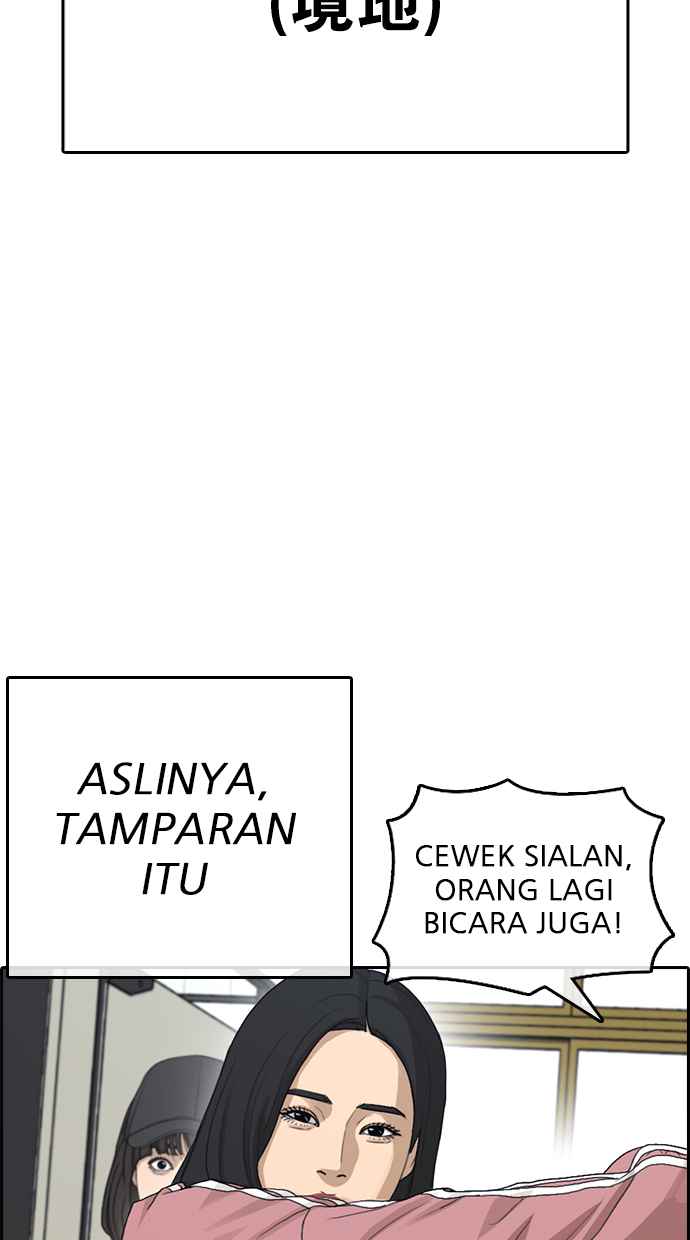 (境地)
ASLINYA,
TAMPARAN
ITU
CEWEK SIALAN,
ORANG LAGI
BICARA JUGA!